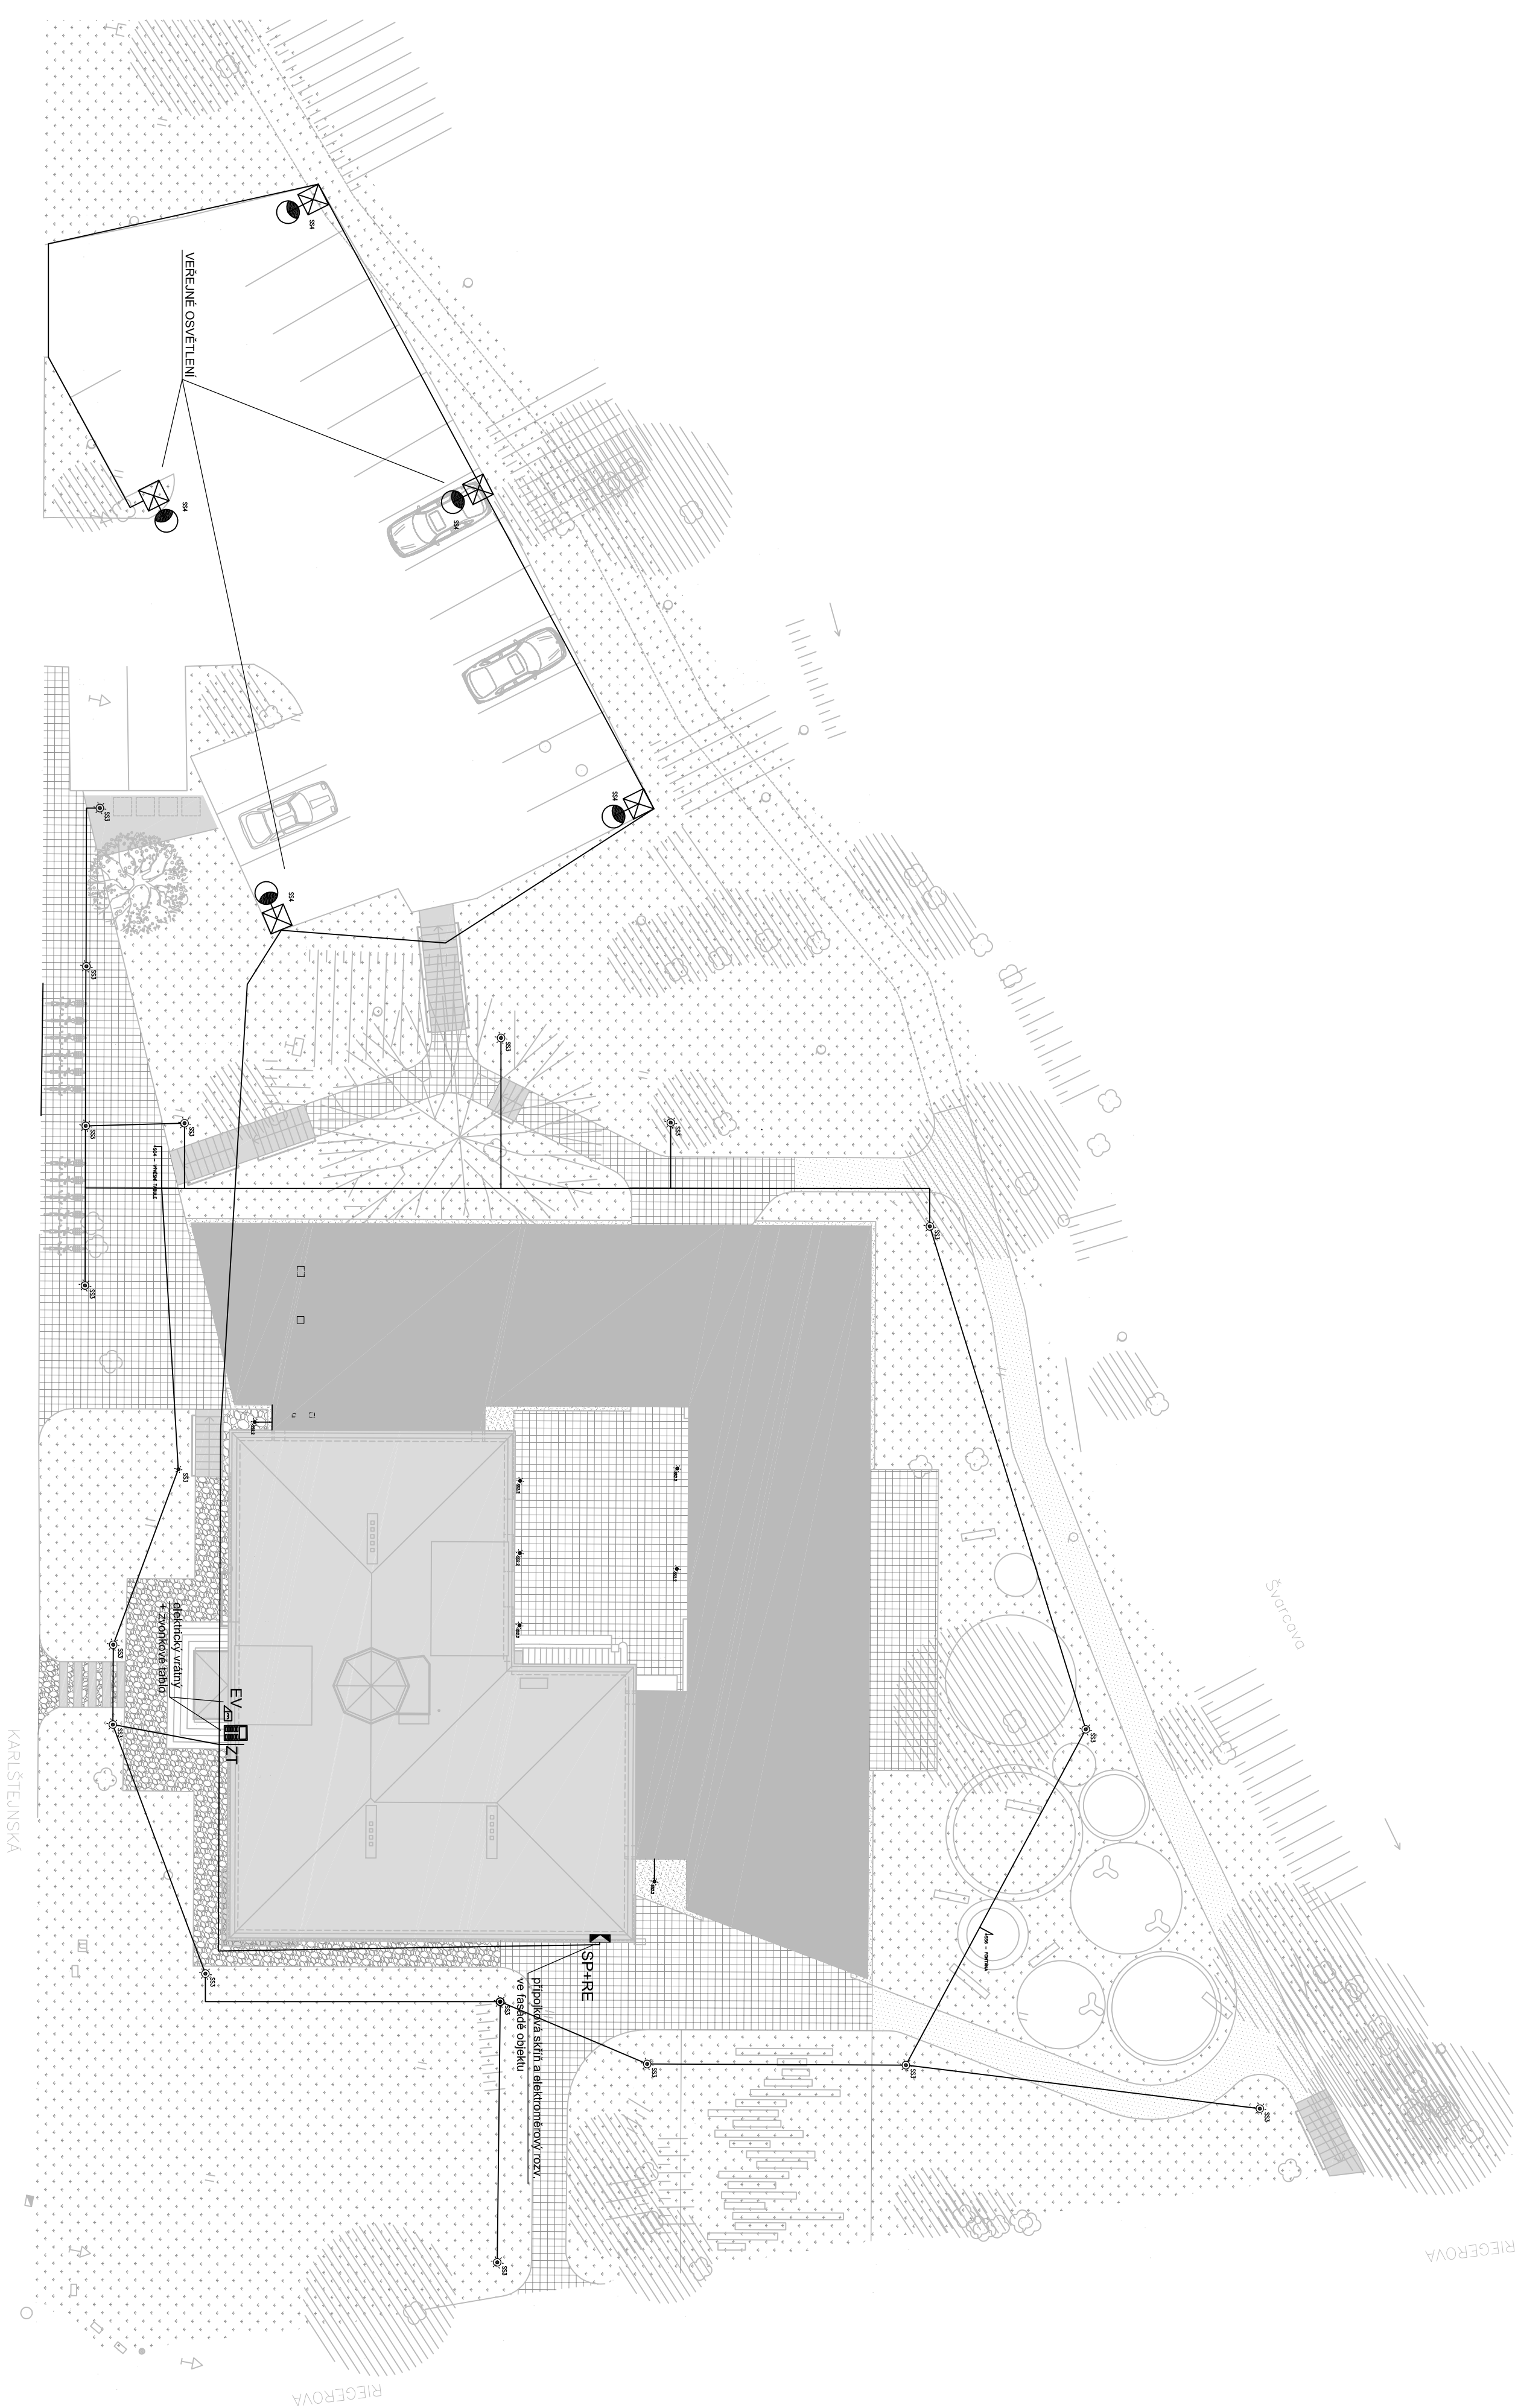 SS4
VEŘEJNÉ OSVĚTLENÍ
SS4
SS4
SS4
SS4
SS3
SS3
SS3
SS3
SS3
SS3
SS3
SS3
SS3
elektrický vrátný
+ zvonkové tablo
EV
ZT
SS3
SS3
SS3
Švarcava
KARLŠTEJNSKÁ
SP+RE
přípojková skříň a elektroměrový rozv.
ve fasádě objektu
SS3
SS3
SS3
SS3
SS3
SS3
RIEGEROVA
RIEGEROVA